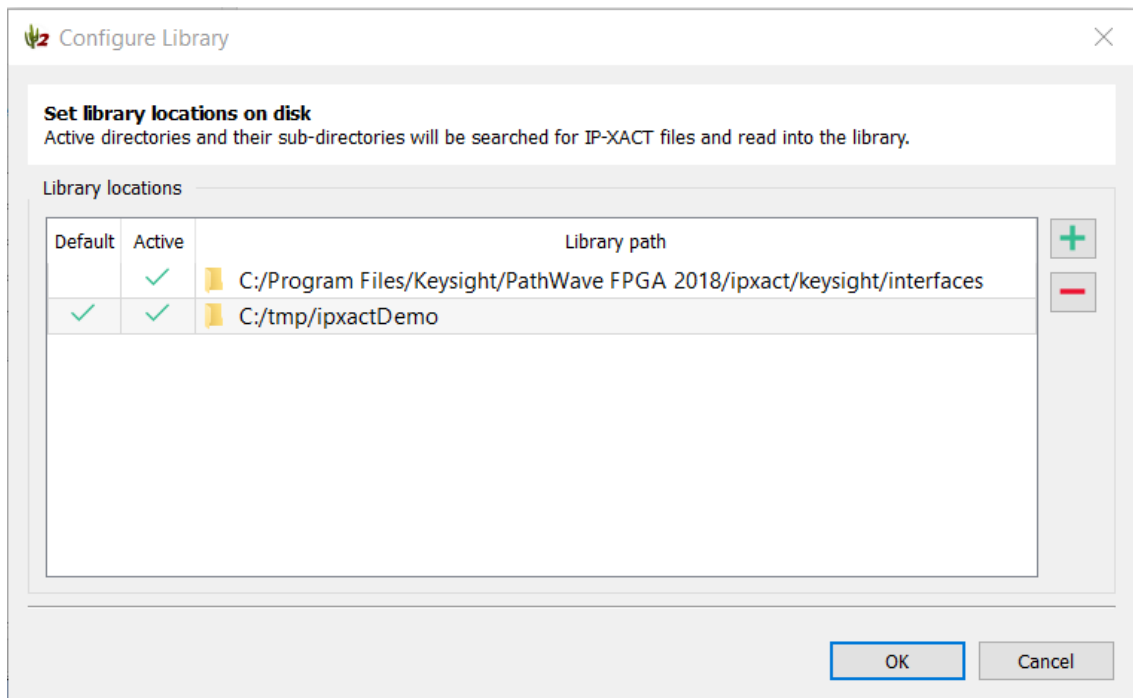 2 Configure Library
Set library locations on disk
Active directories and their sub-directories will be searched for IP-XACT files and read into the library.
Library locations
Default Active Library path
C:/Program Files/Keysight/PathWave FPGA 2018/ipxact/keysight/interfaces
C:/tmp/ipxactDemo
OK Cancel